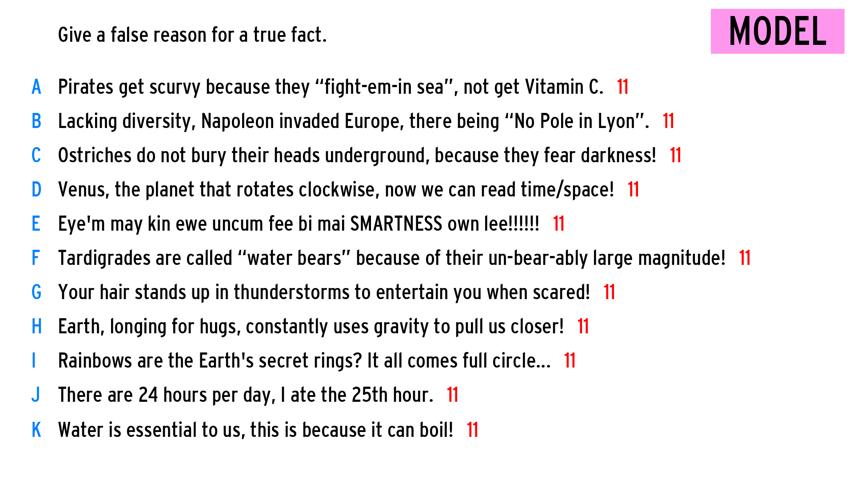 Give a false reason for a true fact.
MODEL
A Pirates get scurvy because they “fight-em-in sea”, not get Vitamin C. 11
B Lacking diversity, Napoleon invaded Europe, there being “No Pole in Lyon”. 11
C Ostriches do not bury their heads underground, because they fear darkness! 11
D Venus, the planet that rotates clockwise, now we can read time/space! 11
E Eye'm may kin ewe uncum fee bi mai SMARTNESS own lee!!!!!! 11
F Tardigrades are called “water bears” because of their un-bear-ably large magnitude! 11
G Your hair stands up in thunderstorms to entertain you when scared! 11
H Earth, longing for hugs, constantly uses gravity to pull us closer! 11
I Rainbows are the Earth's secret rings? It all comes full circle... 11
J There are 24 hours per day, I ate the 25th hour. 11
K Water is essential to us, this is because it can boil! 11